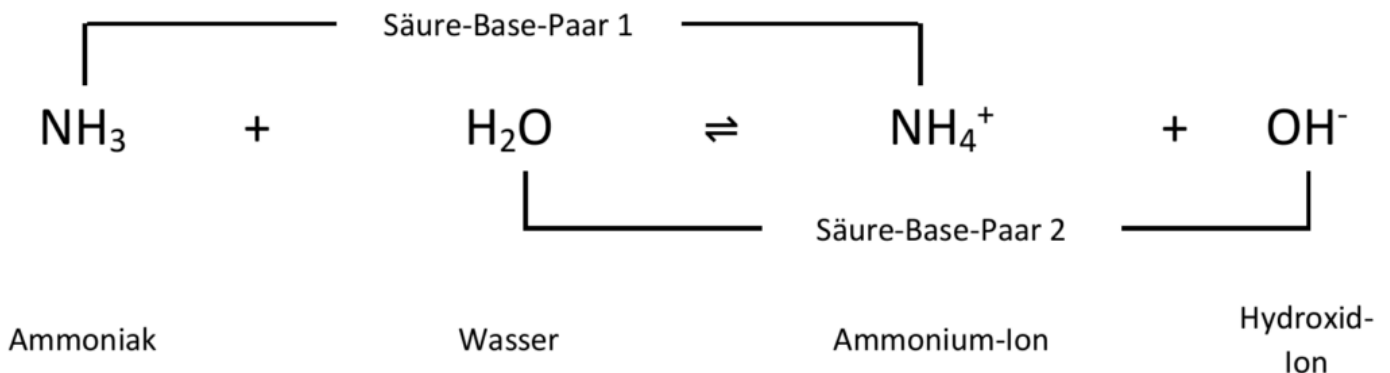 Säure-Base-Paar 1
NH₃ + H₂O ⇌ NH₄⁺ + OH⁻
Säure-Base-Paar 2
Ammoniak Wasser Ammonium-Ion Hydroxid-
Ion